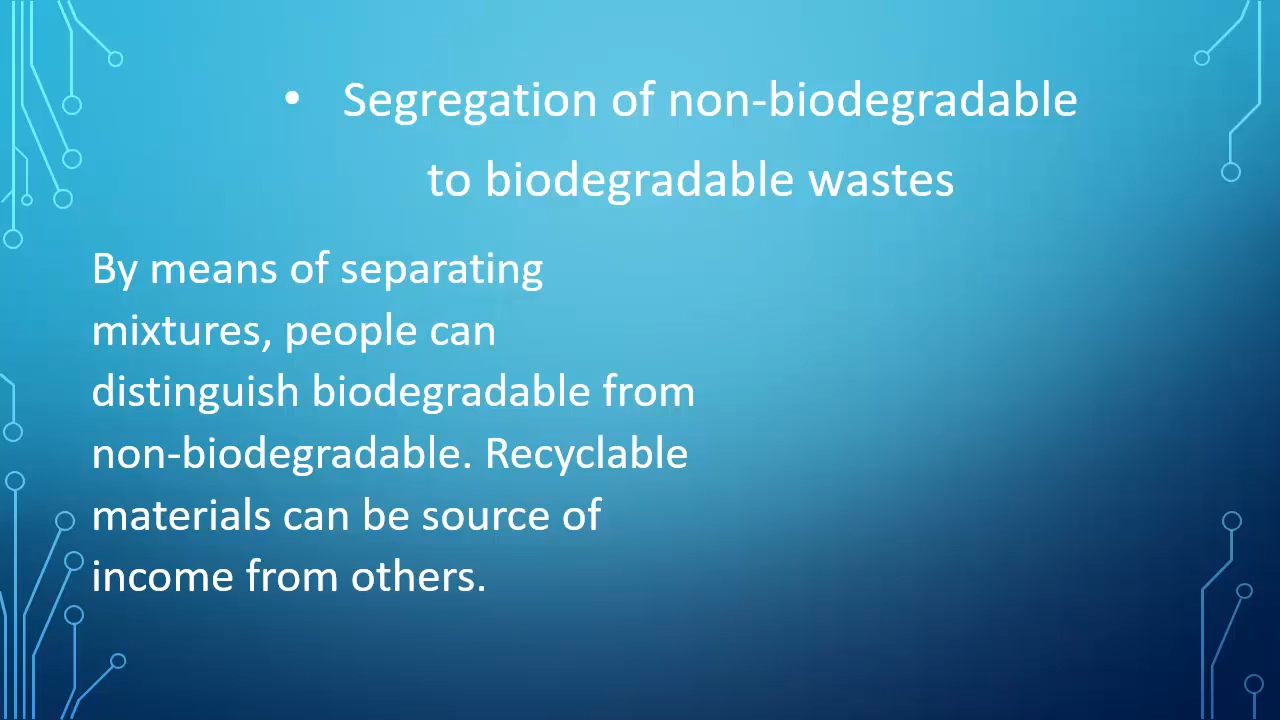 • Segregation of non-biodegradable
to biodegradable wastes
By means of separating
mixtures, people can
distinguish biodegradable from
non-biodegradable. Recyclable
materials can be source of
income from others.